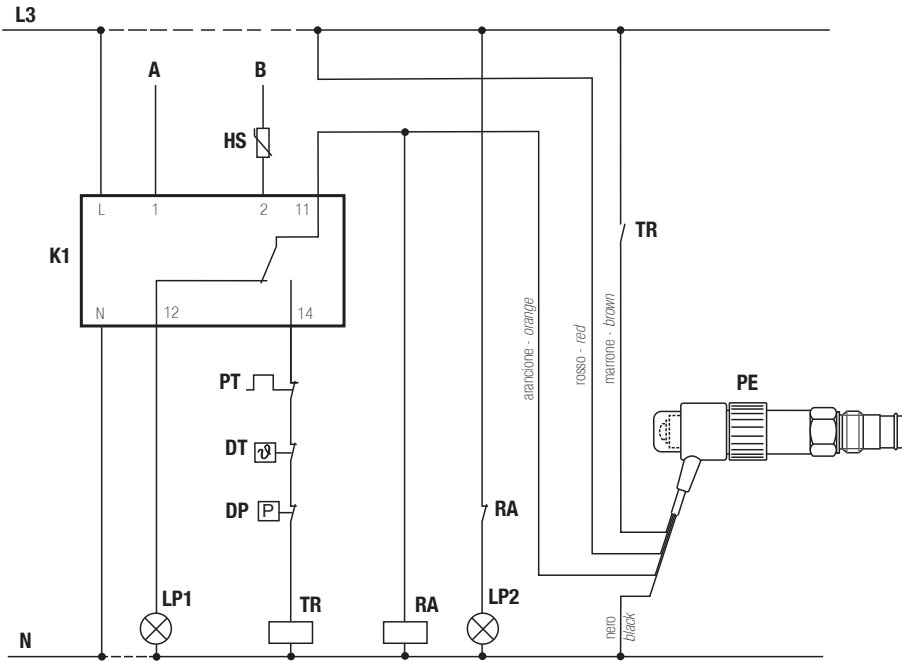 L3
A B
HS
L 1 2 11
K1
TR
N 12 14
arancione - orange
rosso - red
marrone - brown
PT
PE
DT ϑ
DP P
RA
LP1 TR RA LP2
nero
black
N